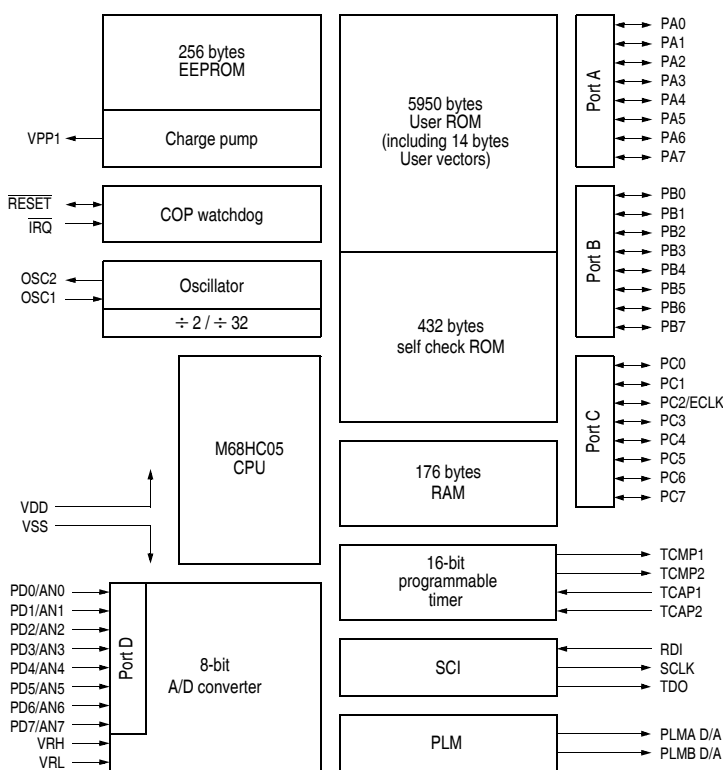 256 bytes
EEPROM
Charge pump
VPP1
RESET
IRQ
COP watchdog
OSC2
OSC1
Oscillator
÷ 2 / ÷ 32
M68HC05
CPU
VDD
VSS
PD0/AN0
PD1/AN1
PD2/AN2
PD3/AN3
PD4/AN4
PD5/AN5
PD6/AN6
PD7/AN7
VRH
VRL
Port D
8-bit
A/D converter
5950 bytes
User ROM
(including 14 bytes
User vectors)
432 bytes
self check ROM
176 bytes
RAM
16-bit
programmable
timer
SCI
PLM
Port A
PA0
PA1
PA2
PA3
PA4
PA5
PA6
PA7
Port B
PB0
PB1
PB2
PB3
PB4
PB5
PB6
PB7
Port C
PC0
PC1
PC2/ECLK
PC3
PC4
PC5
PC6
PC7
TCMP1
TCMP2
TCAP1
TCAP2
RDI
SCLK
TDO
PLMA D/A
PLMB D/A